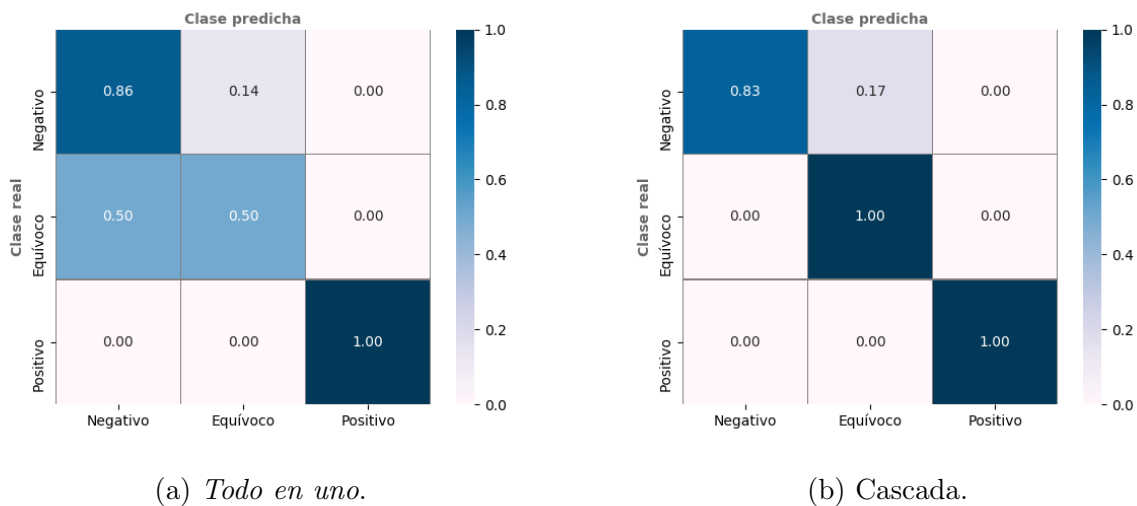 Clase predicha
Clase real
Negativo
0.86 0.14 0.00
Equívoco
0.50 0.50 0.00
Positivo
0.00 0.00 1.00
Negativo Equívoco Positivo
1.0
0.8
0.6
0.4
0.2
0.0
(a) Todo en uno.
Clase predicha
Clase real
Negativo
0.83 0.17 0.00
Equívoco
0.00 1.00 0.00
Positivo
0.00 0.00 1.00
Negativo Equívoco Positivo
1.0
0.8
0.6
0.4
0.2
0.0
(b) Cascada.